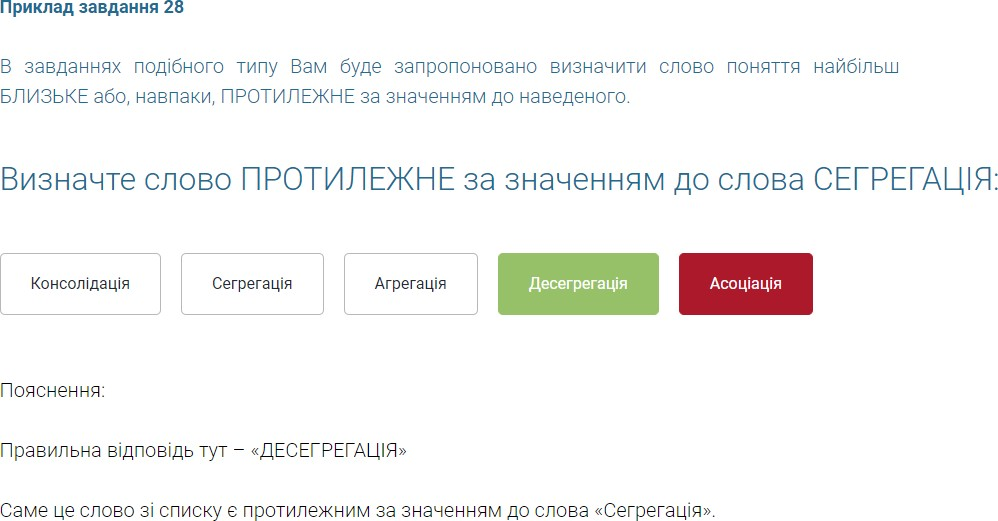 Приклад завдання 28
В завданнях подібного типу Вам буде запропоновано визначити слово поняття найбільш
БЛИЗЬКЕ або, навпаки, ПРОТИЛЕЖНЕ за значенням до наведеного.
Визначте слово ПРОТИЛЕЖНЕ за значенням до слова СЕГРЕГАЦІЯ:
Консолідація Сегрегація Агрегація Десегрегація Асоціація
Пояснення:
Правильна відповідь тут – «ДЕСЕГРЕГАЦІЯ»
Саме це слово зі списку є протилежним за значенням до слова «Сегрегація».